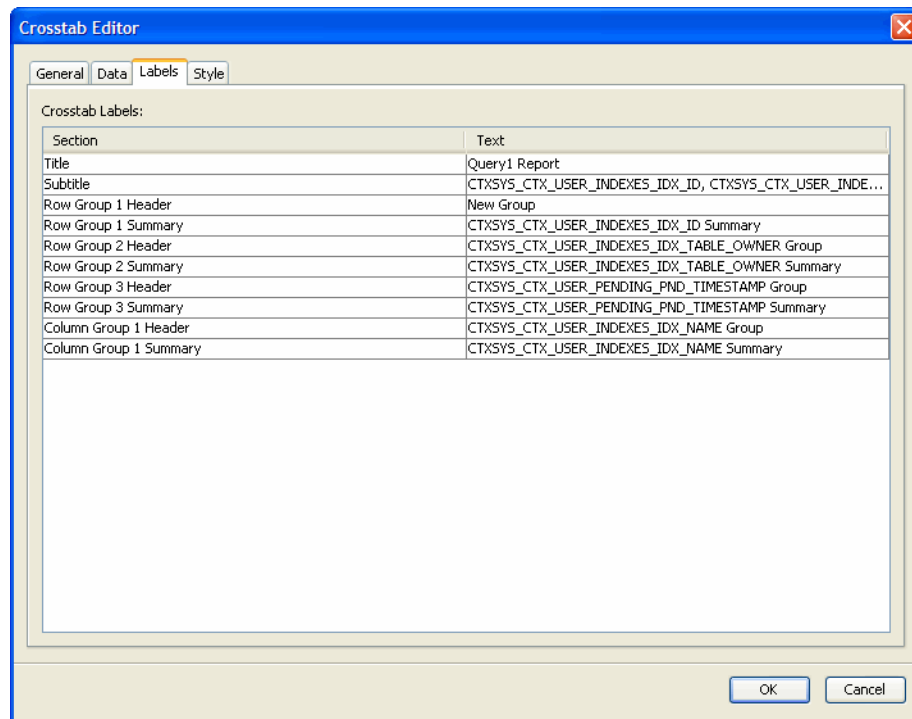 Crosstab Editor
General Data Labels Style
Crosstab Labels:
Section Text
Title Query1 Report
Subtitle CTXSYS_CTX_USER_INDEXES_IDX_ID, CTXSYS_CTX_USER_INDE...
Row Group 1 Header New Group
Row Group 1 Summary CTXSYS_CTX_USER_INDEXES_IDX_ID Summary
Row Group 2 Header CTXSYS_CTX_USER_INDEXES_IDX_TABLE_OWNER Group
Row Group 2 Summary CTXSYS_CTX_USER_INDEXES_IDX_TABLE_OWNER Summary
Row Group 3 Header CTXSYS_CTX_USER_PENDING_PND_TIMESTAMP Group
Row Group 3 Summary CTXSYS_CTX_USER_PENDING_PND_TIMESTAMP Summary
Column Group 1 Header CTXSYS_CTX_USER_INDEXES_IDX_NAME Group
Column Group 1 Summary CTXSYS_CTX_USER_INDEXES_IDX_NAME Summary
OK Cancel